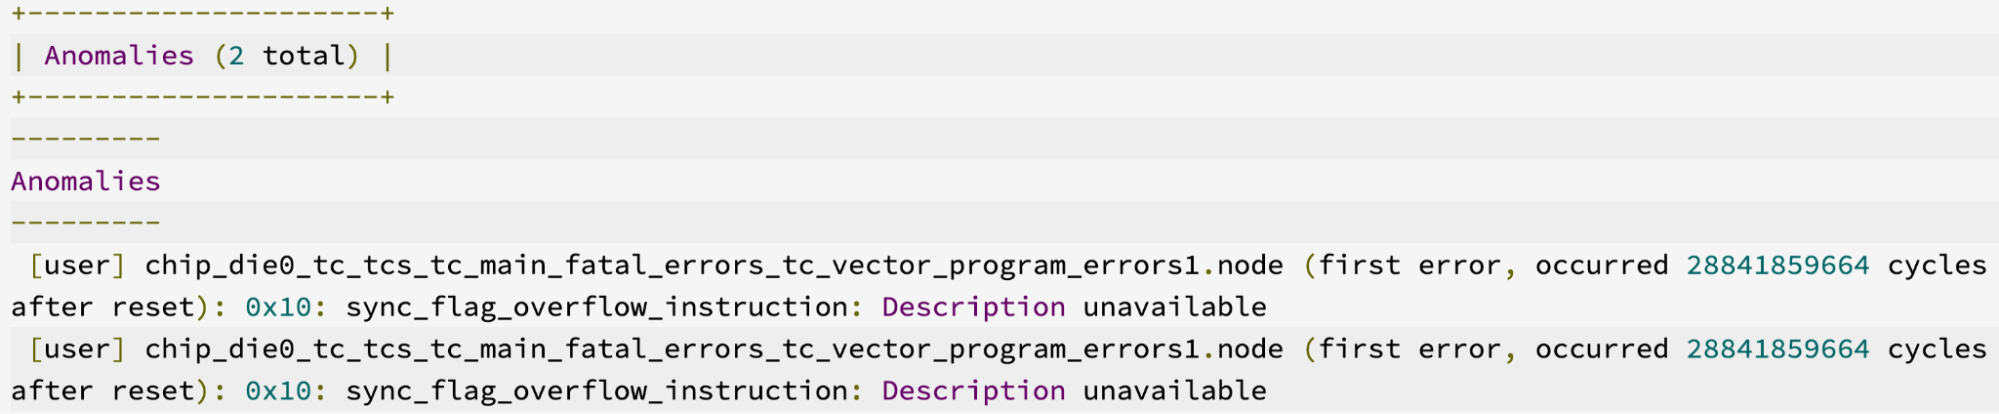 +---------------------+
| Anomalies (2 total) |
+---------------------+
---------
Anomalies
---------
 [user] chip_die0_tc_tcs_tc_main_fatal_errors_tc_vector_program_errors1.node (first error, occurred 28841859664 cycles
after reset): 0x10: sync_flag_overflow_instruction: Description unavailable
 [user] chip_die0_tc_tcs_tc_main_fatal_errors_tc_vector_program_errors1.node (first error, occurred 28841859664 cycles
after reset): 0x10: sync_flag_overflow_instruction: Description unavailable